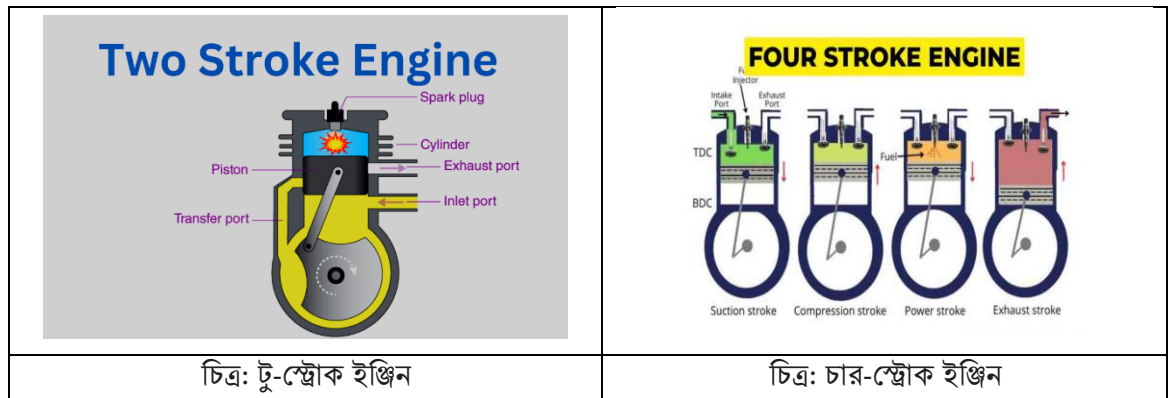 Two Stroke Engine
Spark plug
Cylinder
Piston
Exhaust port
Inlet port
Transfer port
চিত্র: টু-স্ট্রোক ইঞ্জিন
FOUR STROKE ENGINE
Injector
Intake
Port
Exhaust
Port
TDC
Fuel
BDC
Suction stroke
Compression stroke
Power stroke
Exhaust stroke
চিত্র: চার-স্ট্রোক ইঞ্জিন